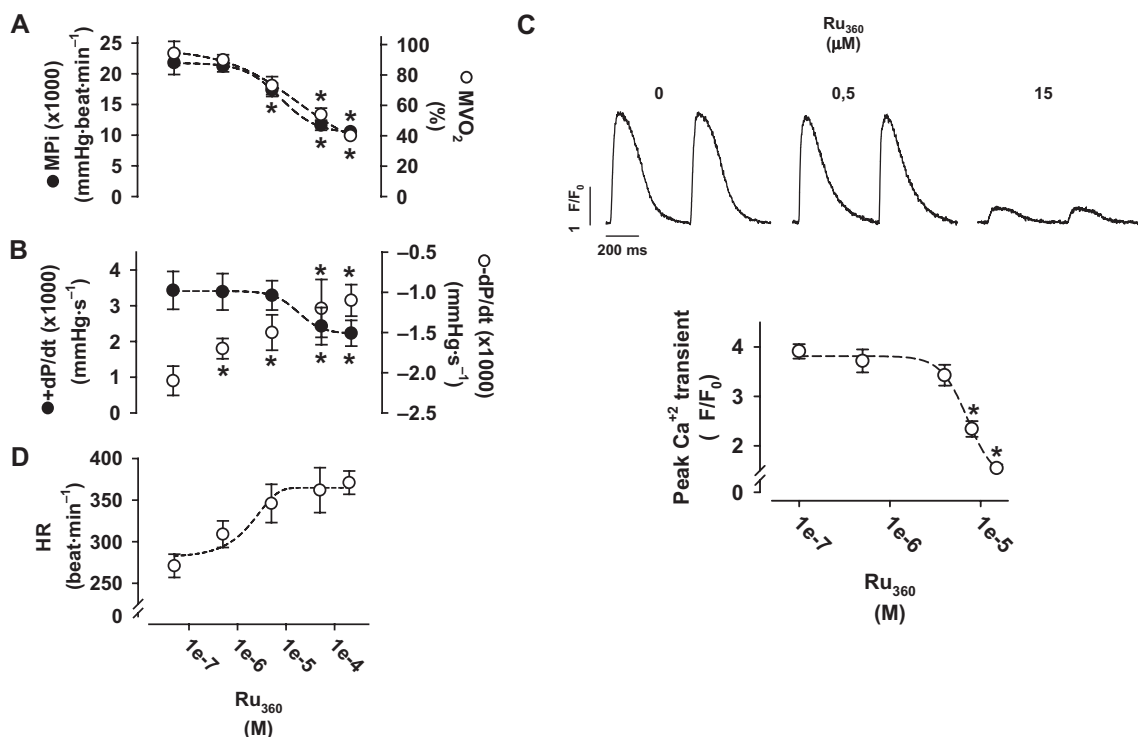 A
25
20
15
10
5
0
● MPi (x1000)
(mmHg·beat·min⁻¹)
100
80
60
40
20
0
○ MVO₂
(%)
* * * * *
B
4
3
2
1
0
●+dP/dt (x1000)
(mmHg·s⁻¹)
−0.5
−1.0
−1.5
−2.0
−2.5
○-dP/dt (x1000)
(mmHg·s⁻¹)
* * * * * *
D
400
350
300
250
0
HR
(beat·min⁻¹)
1e-7
1e-6
1e-5
1e-4
Ru₃₆₀
(M)
C
Ru₃₆₀
(μM)
0
0,5
15
1 F/F₀
200 ms
4
2
0
Peak Ca⁺² transient
( F/F₀)
* *
1e-7
1e-6
1e-5
Ru₃₆₀
(M)